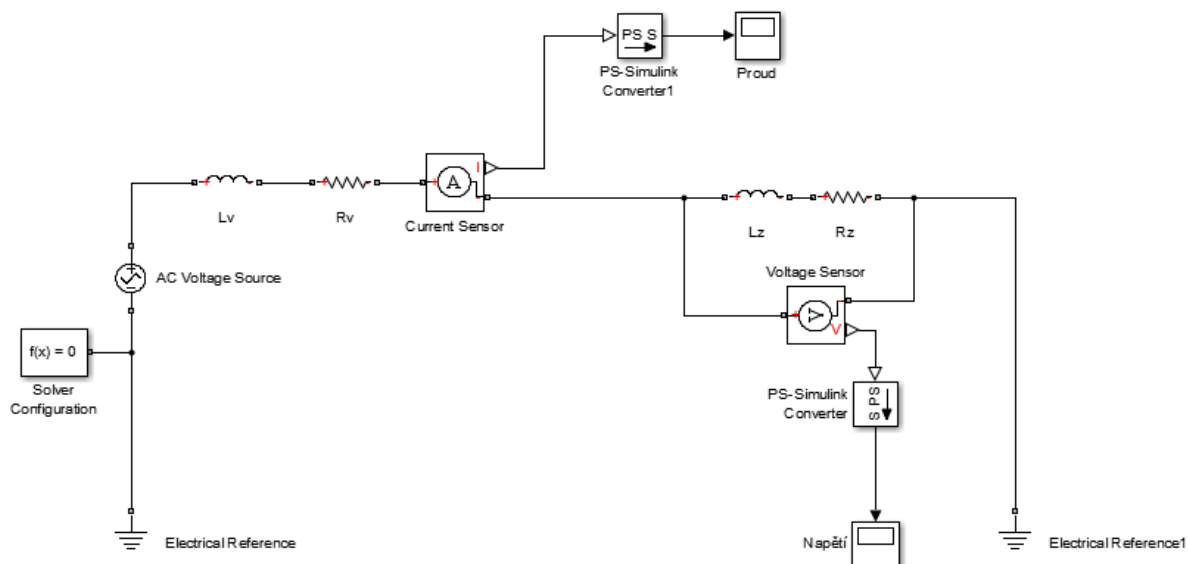 PS S
PS-Simulink
Converter1
Proud
I
A
Lv
Rv
Current Sensor
Lz
Rz
AC Voltage Source
Voltage Sensor
V
V
f(x) = 0
Solver
Configuration
PS-Simulink
Converter
S PS
Electrical Reference
Napětí
Electrical Reference1